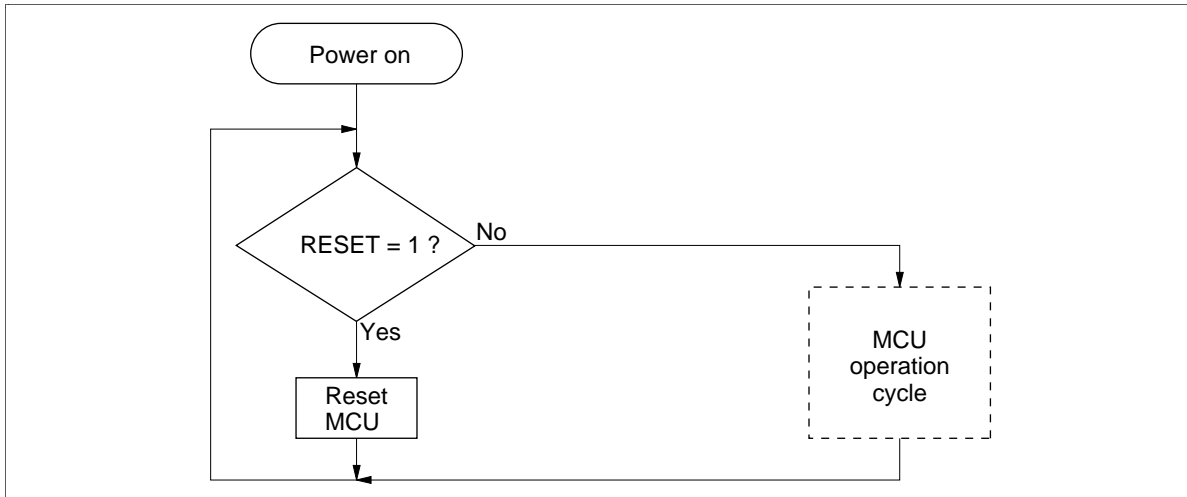 Power on
RESET = 1 ?
No
Yes
MCU
operation
cycle
Reset
MCU